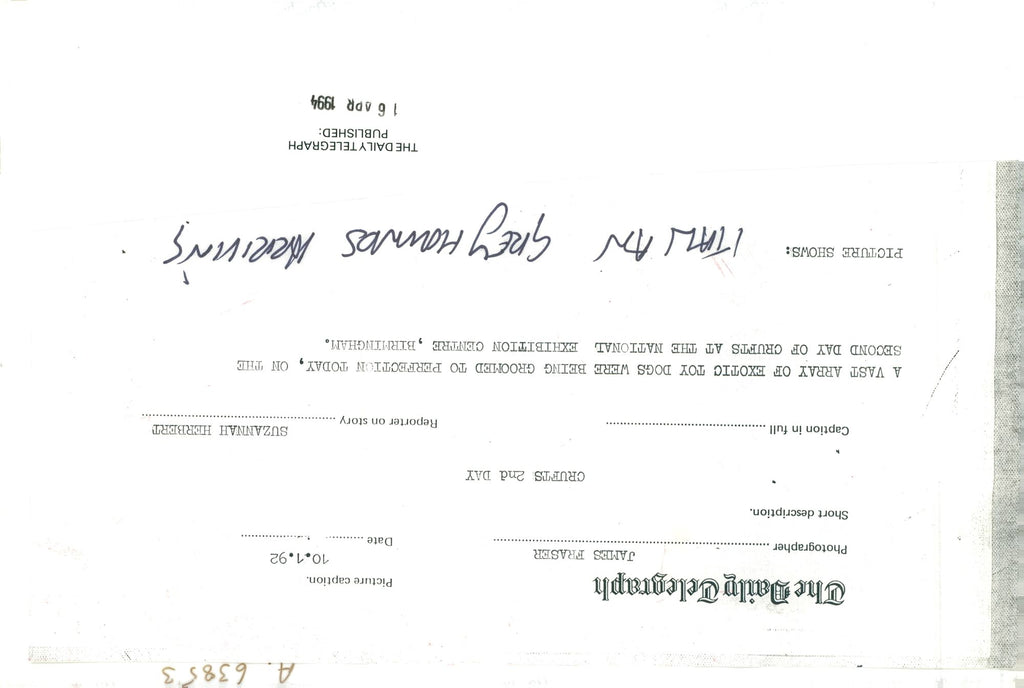 A 63853
The Daily Telegraph
Picture caption.
Photographer JAMES FRASER
Date 10.1.92
Short description.
CRUFTS 2nd DAY
Caption in full
Reporter on story SUZANNAH HERBERT
A VAST ARRAY OF EXOTIC TOY DOGS WERE BEING GROOMED TO PERFECTION TODAY, ON THE
SECOND DAY OF CRUFTS AT THE NATIONAL EXHIBITION CENTRE ,BIRMINGHAM.
PICTURE SHOWS: ITALIAN GREYHOUNDS ARRIVING
THE DAILY TELEGRAPH
PUBLISHED:
16 APR 1994